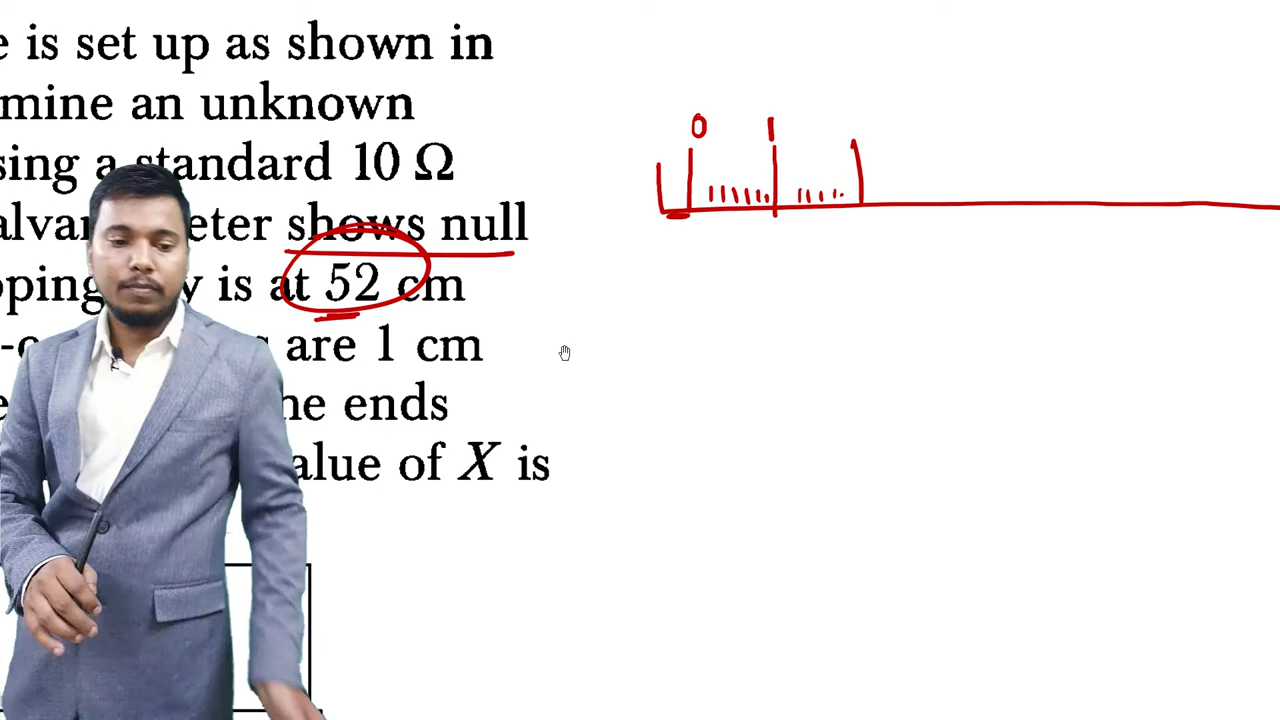 e is set up as shown in
mine an unknown
sing a standard 10 Ω
shows null
is at 52 cm
are 1 cm
he ends
alue of X is
0 1